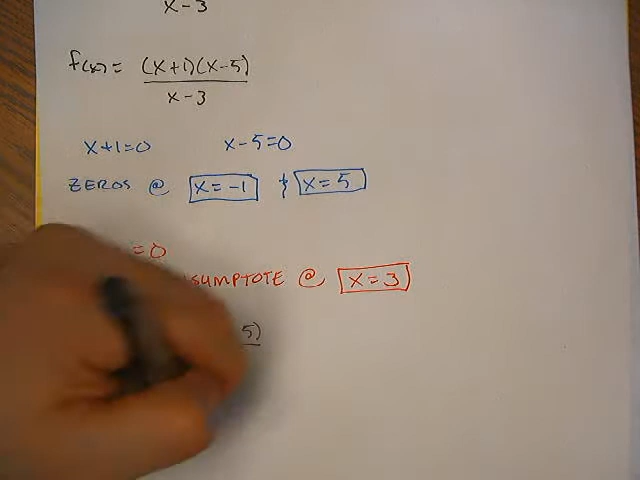 x-3
f(x) = (x+1)(x-5)
x-3
x+1=0 x-5=0
ZEROS @ x=-1 & x=5
=0
SUMPTOTE @ x=3
5)